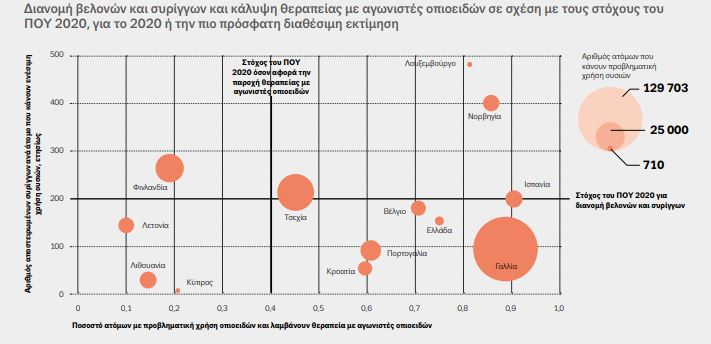 Διανομή βελονών και συρίγγων και κάλυψη θεραπείας με αγωνιστές οπιοειδών σε σχέση με τους στόχους του
ΠΟΥ 2020, για το 2020 ή την πιο πρόσφατη διαθέσιμη εκτίμηση
Αριθμός αποστειρωμένων συρίγγων ανά άτομο που κάνουν ενέσιμη
χρήση ουσιών, ετησίως
500
400
300
200
100
0
Στόχος του ΠΟΥ
2020 όσον αφορά την
παροχή θεραπείας με
αγωνιστές οπιοειδών
Λουξεμβούργο
Νορβηγία
Φινλανδία
Τσεχία
Ισπανία
Βέλγιο
Ελλάδα
Λετονία
Πορτογαλία
Κροατία
Γαλλία
Λιθουανία
Κύπρος
0
0,1
0,2
0,3
0,4
0,5
0,6
0,7
0,8
0,9
1,0
Ποσοστό ατόμων με προβληματική χρήση οπιοειδών και λαμβάνουν θεραπεία με αγωνιστές οπιοειδών
Αριθμός ατόμων που
κάνουν προβληματική
χρήση ουσιών
129 703
25 000
710
Στόχος του ΠΟΥ 2020 για
διανομή βελονών και συρίγγων